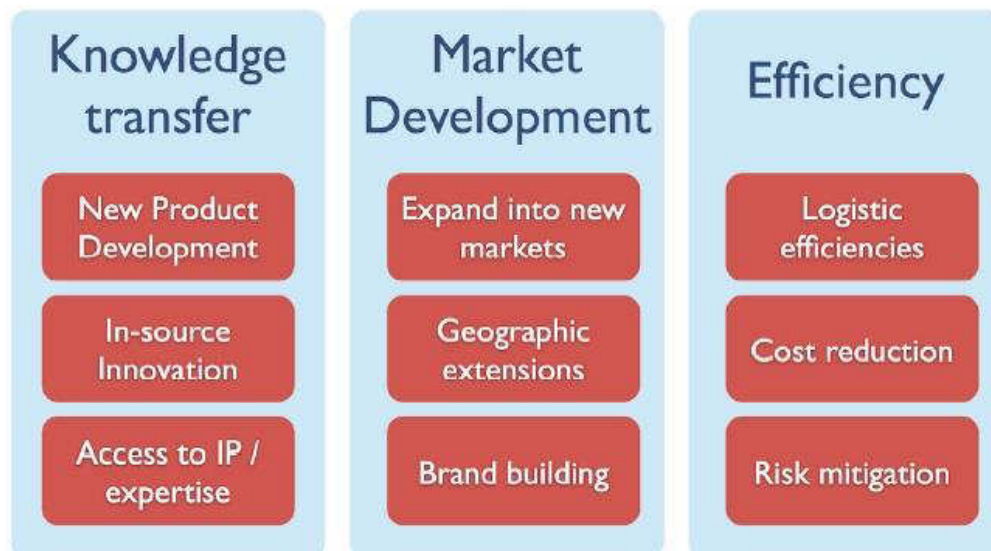 Knowledge
transfer
New Product
Development
In-source
Innovation
Access to IP /
expertise
Market
Development
Expand into new
markets
Geographic
extensions
Brand building
Efficiency
Logistic
efficiencies
Cost reduction
Risk mitigation